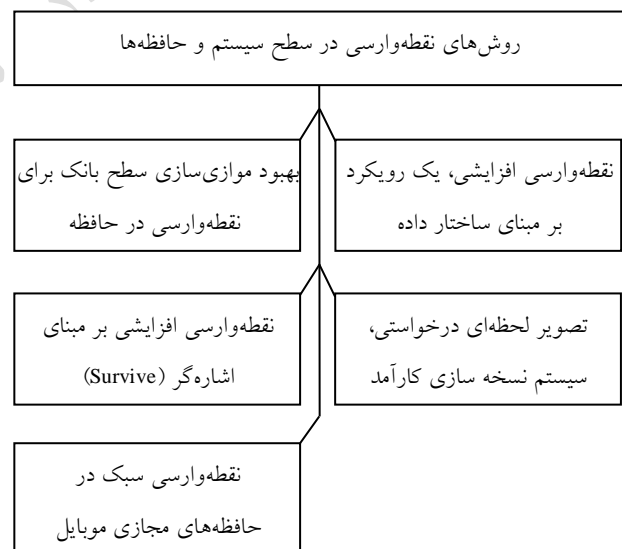 روش‌های نقطه‌وارسی در سطح سیستم و حافظه‌ها
نقطه‌وارسی افزایشی، یک رویکرد
بر مبنای ساختار داده
بهبود موازی‌سازی سطح بانک برای
نقطه‌وارسی در حافظه
تصویر لحظه‌ای درخواستی،
سیستم نسخه سازی کارآمد
نقطه‌وارسی افزایشی بر مبنای
اشاره‌گر (Survive)
نقطه‌وارسی سبک در
حافظه‌های مجازی موبایل